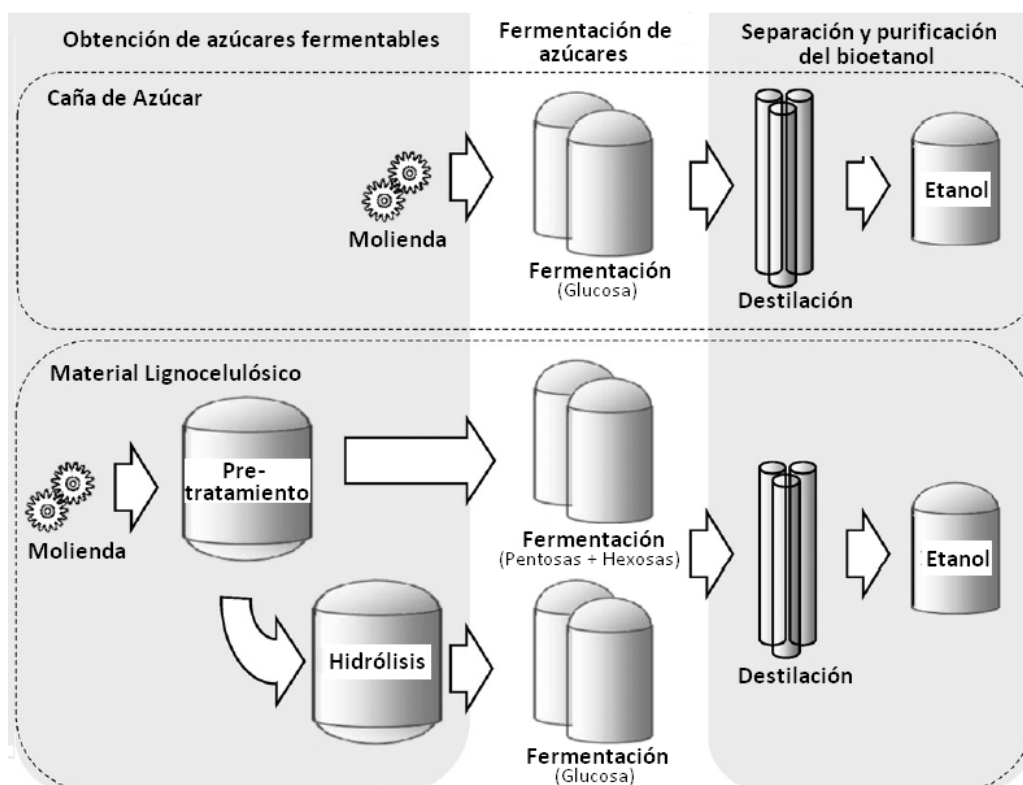 Obtención de azúcares fermentables
Fermentación de
azúcares
Separación y purificación
del bioetanol
Caña de Azúcar
Molienda
Fermentación
(Glucosa)
Destilación
Etanol
Material Lignocelulósico
Molienda
Pre-
tratamiento
Fermentación
(Pentosas + Hexosas)
Hidrólisis
Fermentación
(Glucosa)
Destilación
Etanol